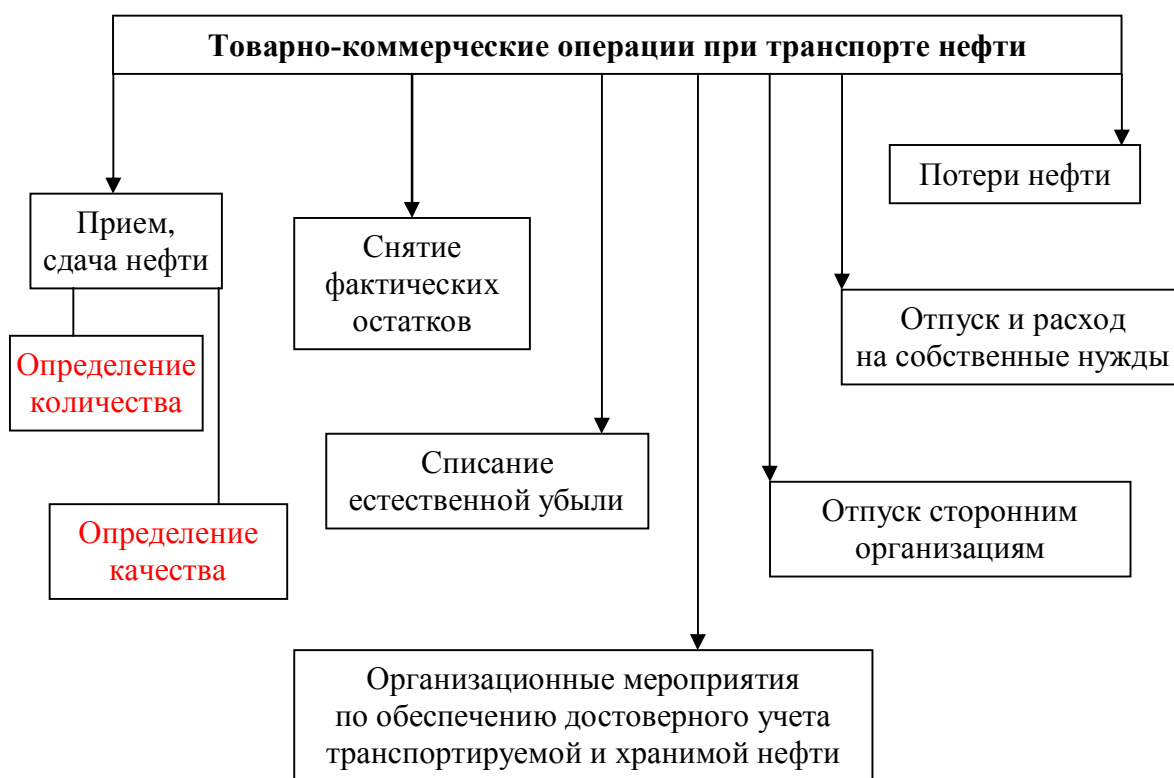 Товарно-коммерческие операции при транспорте нефти
Прием,
сдача нефти
Определение
количества
Определение
качества
Снятие
фактических
остатков
Списание
естественной убыли
Организационные мероприятия
по обеспечению достоверного учета
транспортируемой и хранимой нефти
Отпуск сторонним
организациям
Отпуск и расход
на собственные нужды
Потери нефти